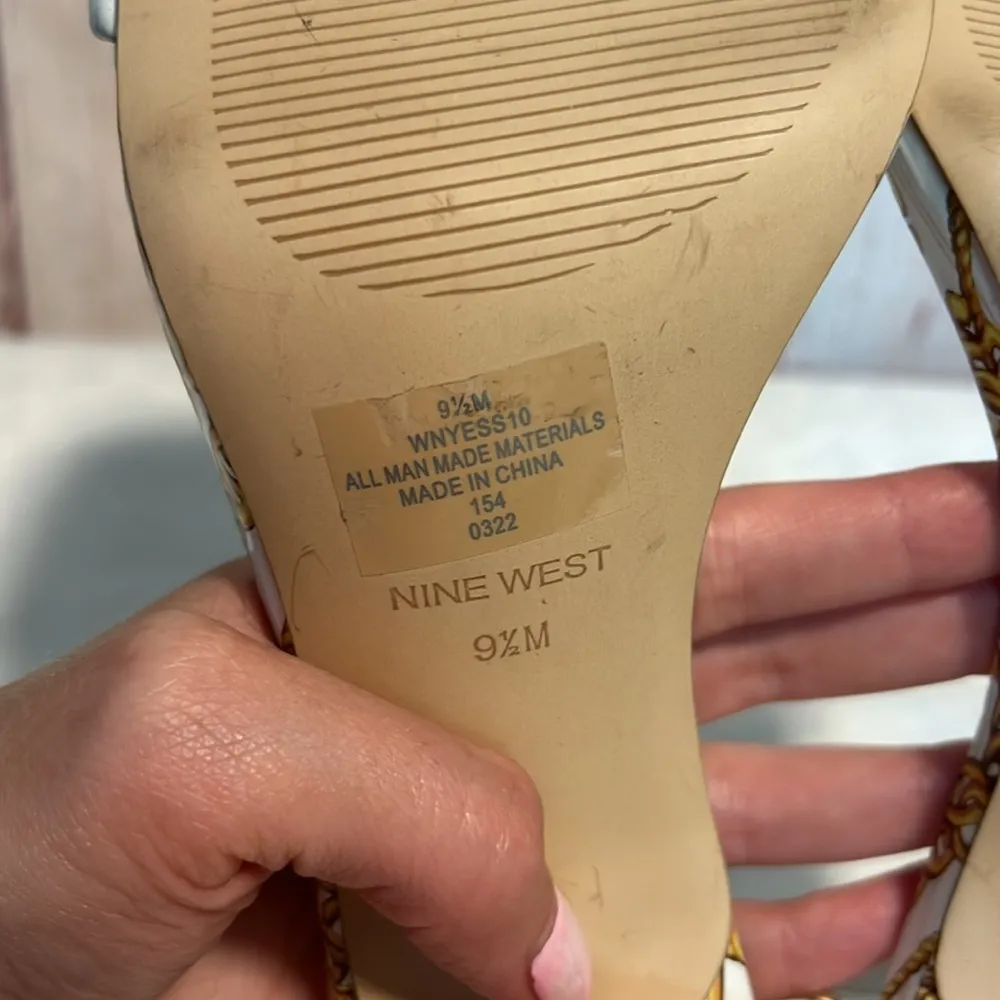 9½M
WNYESS10
ALL MAN MADE MATERIALS
MADE IN CHINA
154
0322
NINE WEST
9½M